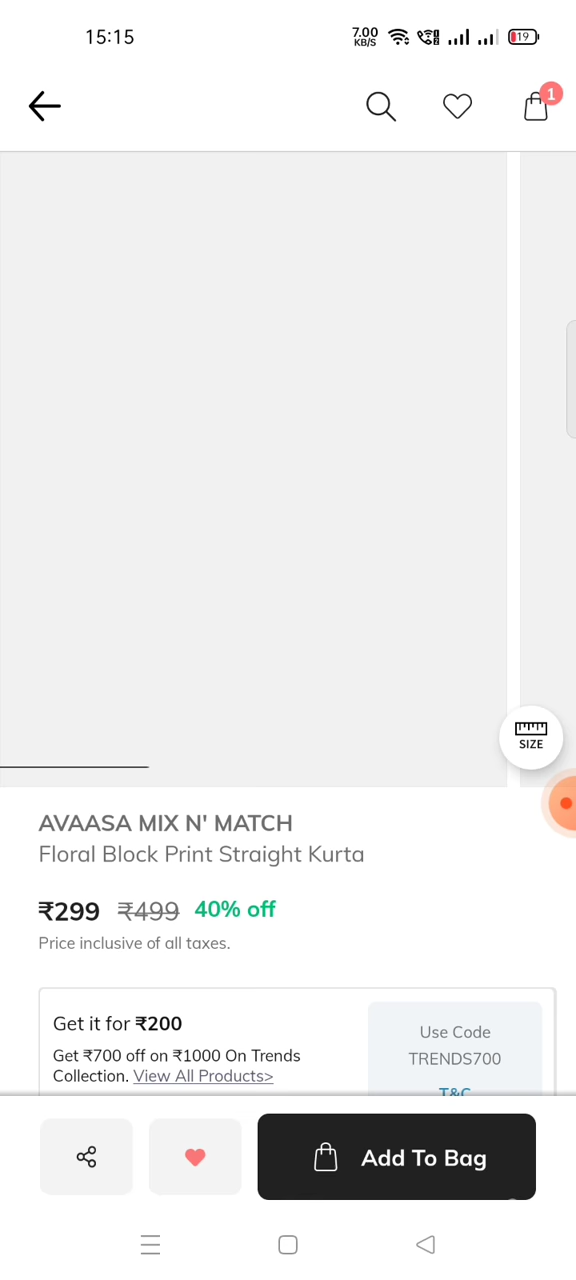 15:15
7.00
KB/S
19
1
SIZE
AVAASA MIX N' MATCH
Floral Block Print Straight Kurta
₹299 ₹499 40% off
Price inclusive of all taxes.
Get it for ₹200
Get ₹700 off on ₹1000 On Trends
Collection. View All Products>
Use Code
TRENDS700
T&C
Add To Bag